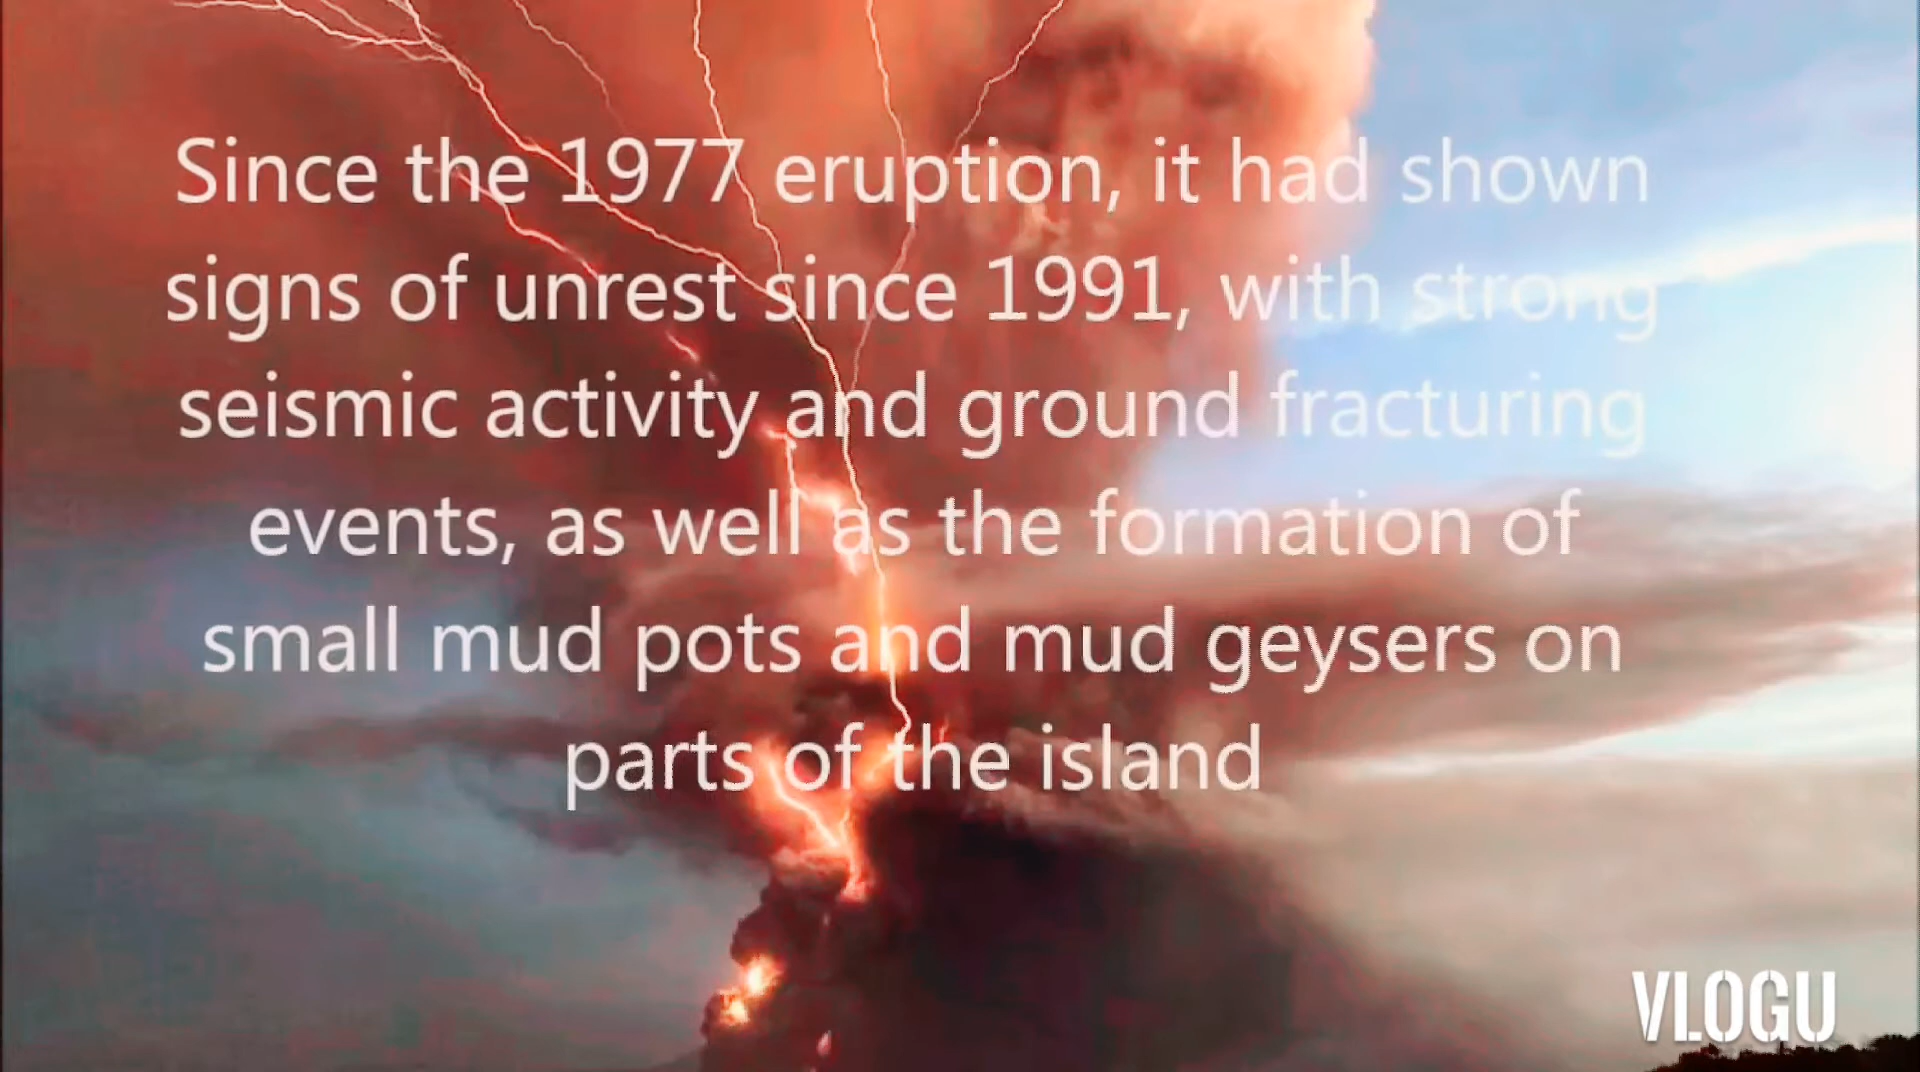 Since the 1977 eruption, it had shown
signs of unrest since 1991, with strong
seismic activity and ground fracturing
events, as well as the formation of
small mud pots and mud geysers on
parts of the island
VLOGU